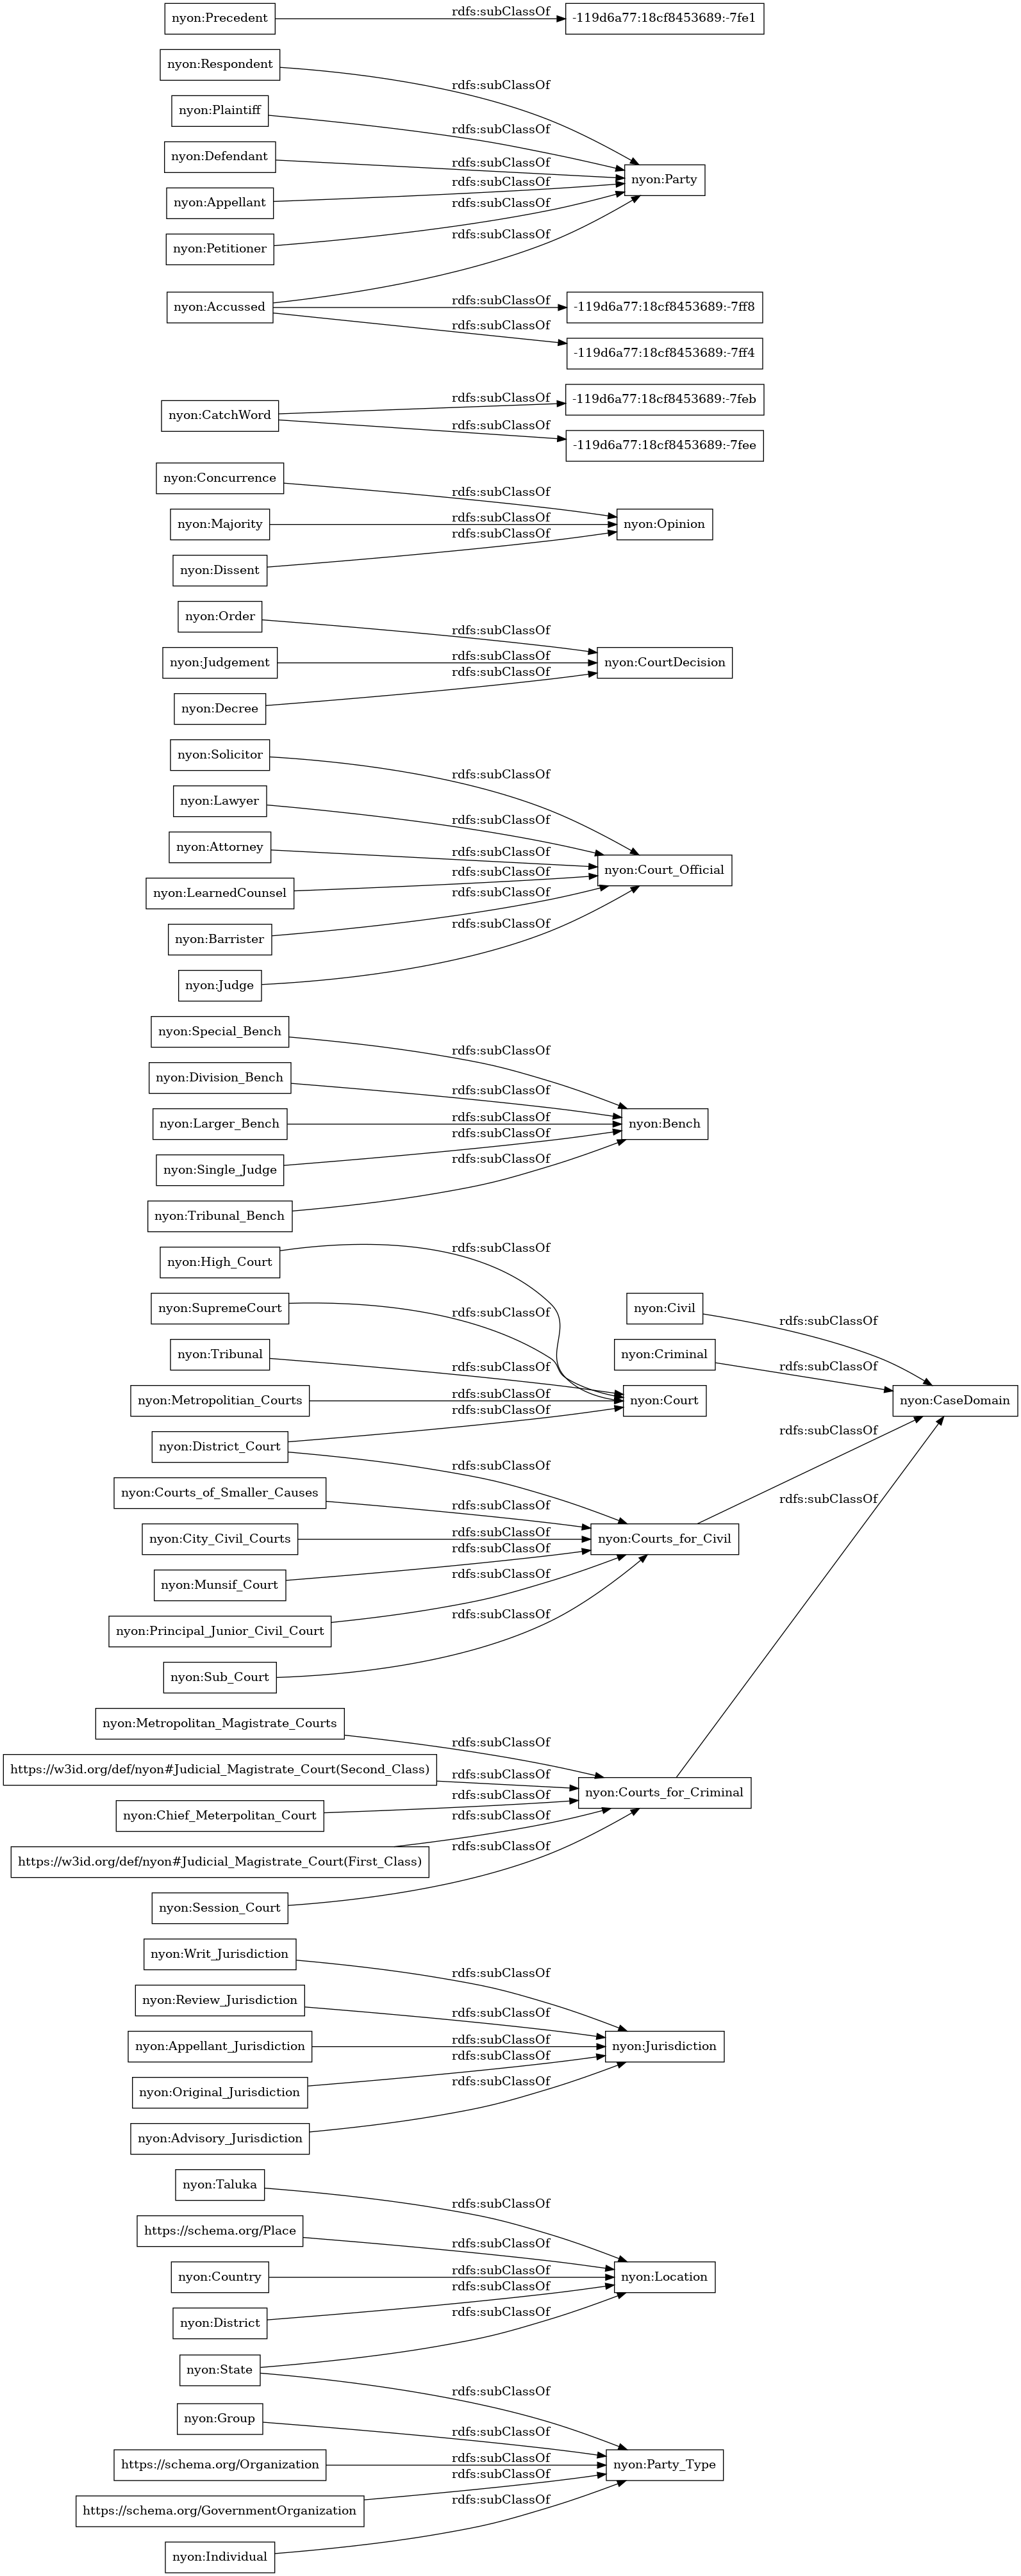 nyon:Precedent
rdfs:subClassOf
-119d6a77:18cf8453689:-7fe1
nyon:Respondent
rdfs:subClassOf
nyon:Plaintiff
rdfs:subClassOf
nyon:Defendant
rdfs:subClassOf
nyon:Party
nyon:Appellant
rdfs:subClassOf
nyon:Petitioner
rdfs:subClassOf
rdfs:subClassOf
nyon:Accussed
rdfs:subClassOf
-119d6a77:18cf8453689:-7ff8
rdfs:subClassOf
-119d6a77:18cf8453689:-7ff4
nyon:CatchWord
rdfs:subClassOf
-119d6a77:18cf8453689:-7feb
rdfs:subClassOf
-119d6a77:18cf8453689:-7fee
nyon:Concurrence
rdfs:subClassOf
nyon:Majority
rdfs:subClassOf
nyon:Opinion
nyon:Dissent
rdfs:subClassOf
nyon:Order
rdfs:subClassOf
nyon:Judgement
rdfs:subClassOf
nyon:CourtDecision
nyon:Decree
rdfs:subClassOf
nyon:Solicitor
rdfs:subClassOf
nyon:Lawyer
rdfs:subClassOf
nyon:Attorney
rdfs:subClassOf
nyon:Court_Official
nyon:LearnedCounsel
rdfs:subClassOf
nyon:Barrister
rdfs:subClassOf
nyon:Judge
rdfs:subClassOf
nyon:Special_Bench
rdfs:subClassOf
nyon:Division_Bench
rdfs:subClassOf
nyon:Larger_Bench
rdfs:subClassOf
nyon:Bench
nyon:Single_Judge
rdfs:subClassOf
nyon:Tribunal_Bench
rdfs:subClassOf
nyon:High_Court
rdfs:subClassOf
nyon:SupremeCourt
rdfs:subClassOf
nyon:Civil
rdfs:subClassOf
nyon:Tribunal
rdfs:subClassOf
nyon:Criminal
rdfs:subClassOf
nyon:Metropolitian_Courts
rdfs:subClassOf
nyon:Court
nyon:CaseDomain
nyon:District_Court
rdfs:subClassOf
rdfs:subClassOf
rdfs:subClassOf
nyon:Courts_of_Smaller_Causes
rdfs:subClassOf
rdfs:subClassOf
nyon:City_Civil_Courts
rdfs:subClassOf
nyon:Courts_for_Civil
nyon:Munsif_Court
rdfs:subClassOf
nyon:Principal_Junior_Civil_Court
rdfs:subClassOf
nyon:Sub_Court
rdfs:subClassOf
nyon:Metropolitan_Magistrate_Courts
rdfs:subClassOf
https://w3id.org/def/nyon#Judicial_Magistrate_Court(Second_Class)
rdfs:subClassOf
nyon:Courts_for_Criminal
nyon:Chief_Meterpolitan_Court
rdfs:subClassOf
https://w3id.org/def/nyon#Judicial_Magistrate_Court(First_Class)
rdfs:subClassOf
nyon:Session_Court
rdfs:subClassOf
nyon:Writ_Jurisdiction
rdfs:subClassOf
nyon:Review_Jurisdiction
rdfs:subClassOf
nyon:Appellant_Jurisdiction
rdfs:subClassOf
nyon:Jurisdiction
nyon:Original_Jurisdiction
rdfs:subClassOf
nyon:Advisory_Jurisdiction
rdfs:subClassOf
nyon:Taluka
rdfs:subClassOf
https://schema.org/Place
rdfs:subClassOf
nyon:Country
rdfs:subClassOf
nyon:Location
nyon:District
rdfs:subClassOf
nyon:State
rdfs:subClassOf
rdfs:subClassOf
nyon:Group
rdfs:subClassOf
https://schema.org/Organization
rdfs:subClassOf
nyon:Party_Type
https://schema.org/GovernmentOrganization
rdfs:subClassOf
nyon:Individual
rdfs:subClassOf